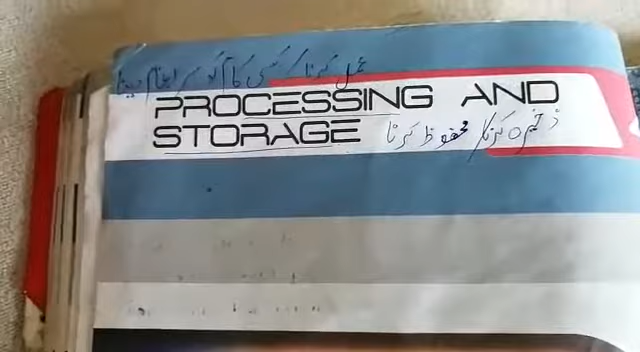 عمل کرنا / کسی کام کو سر انجام دینا
PROCESSING AND
STORAGE ذخیرہ کرنا / محفوظ کرنا